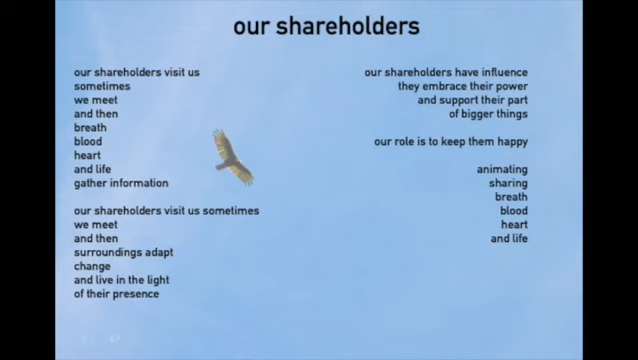 our shareholders
our shareholders visit us
sometimes
we meet
and then
breath
blood
heart
and life
gather information
our shareholders visit us sometimes
we meet
and then
surroundings adapt
change
and live in the light
of their presence
our shareholders have influence
they embrace their power
and support their part
of bigger things
our role is to keep them happy
animating
sharing
breath
blood
heart
and life